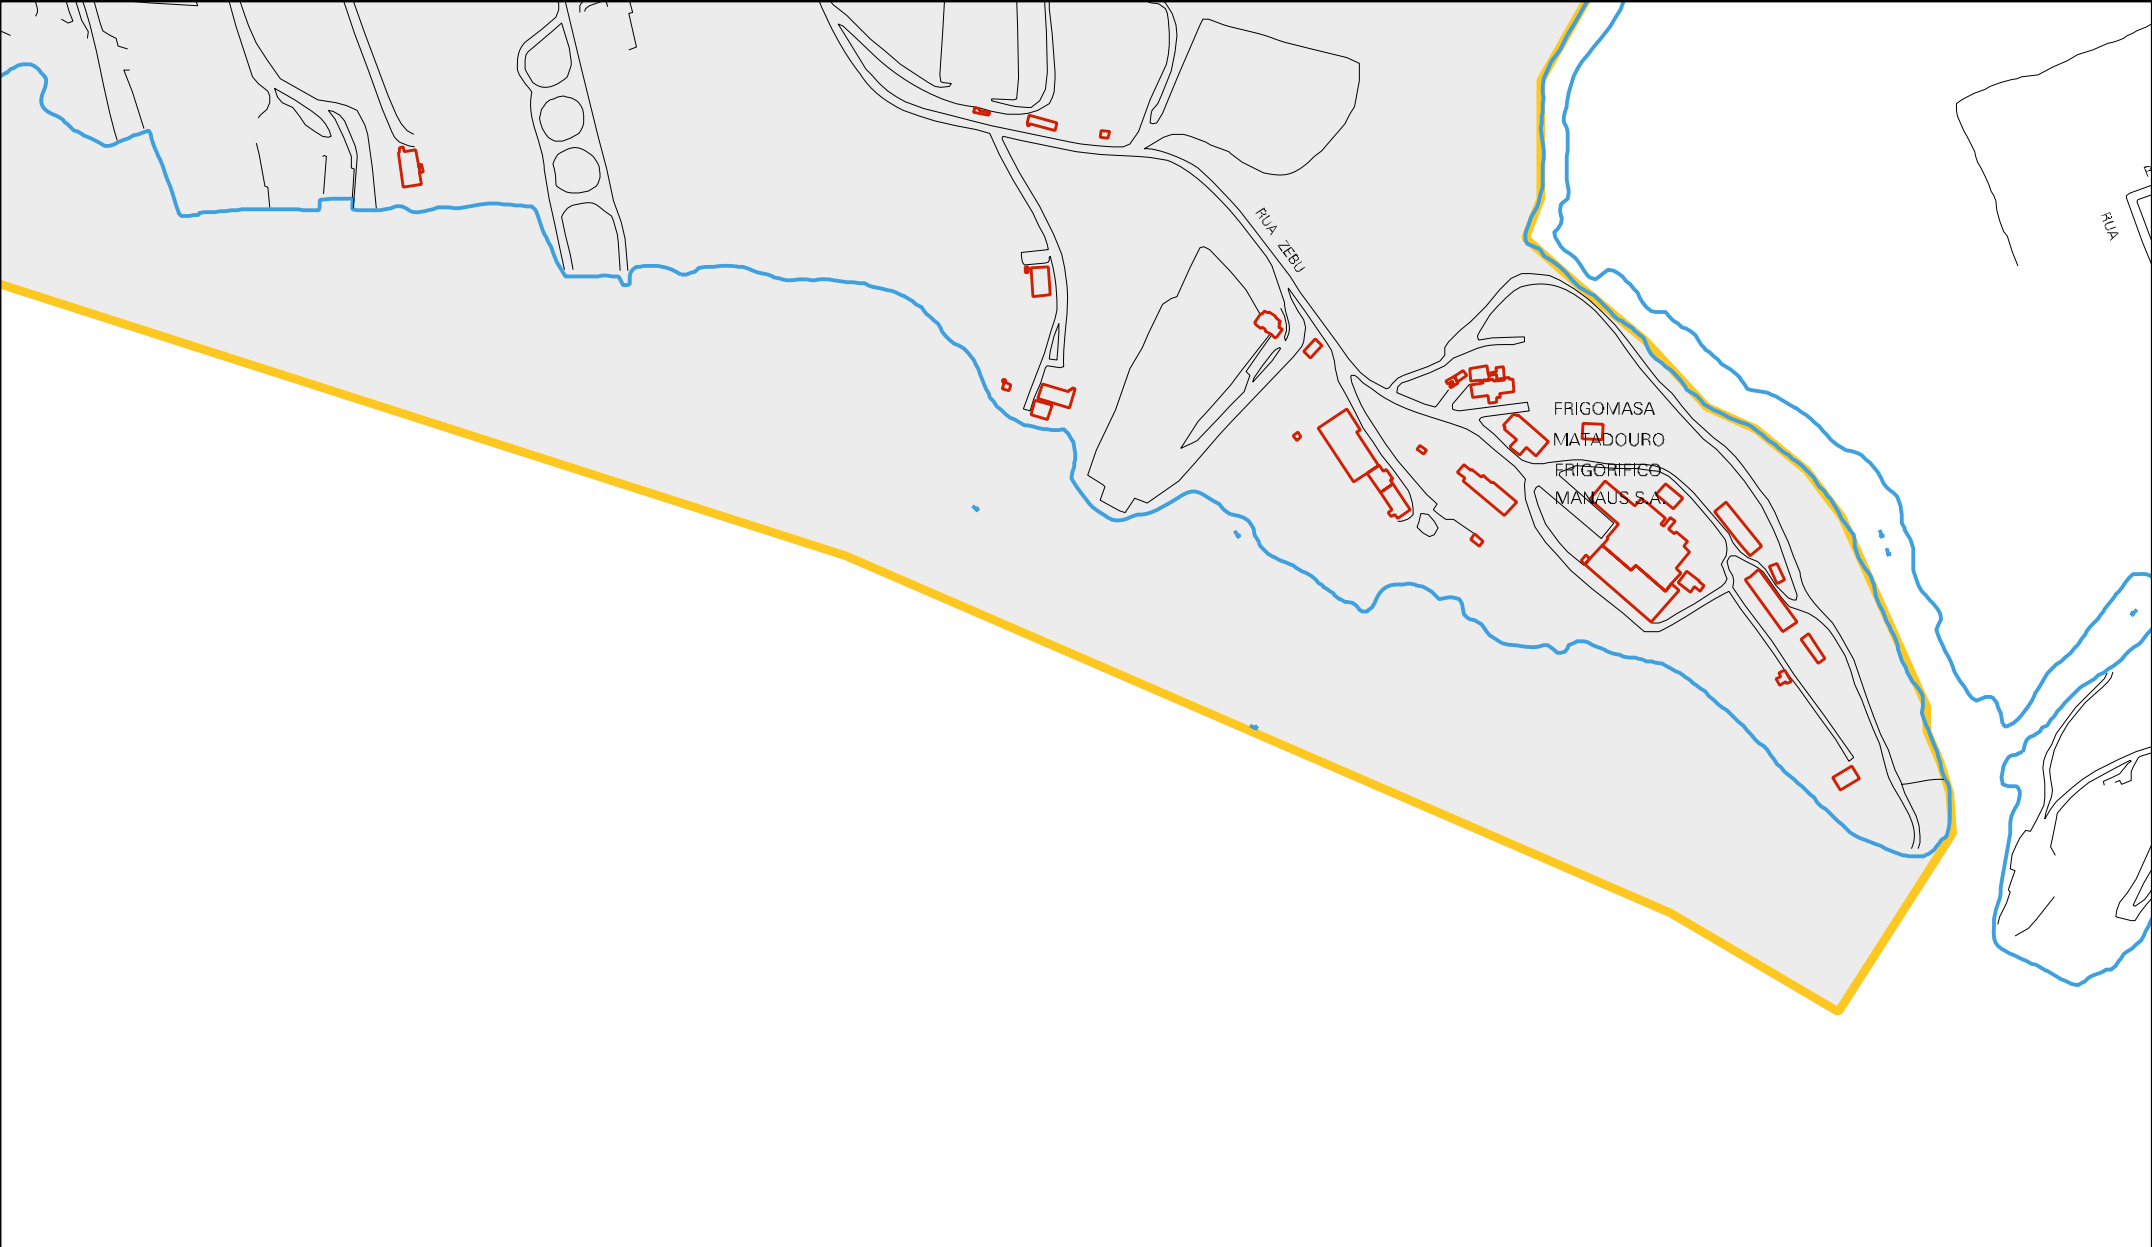 RUA ZEBU
RUA
FRIGOMASA
MATADOURO
FRIGORIFICO
MANAUS S.A.